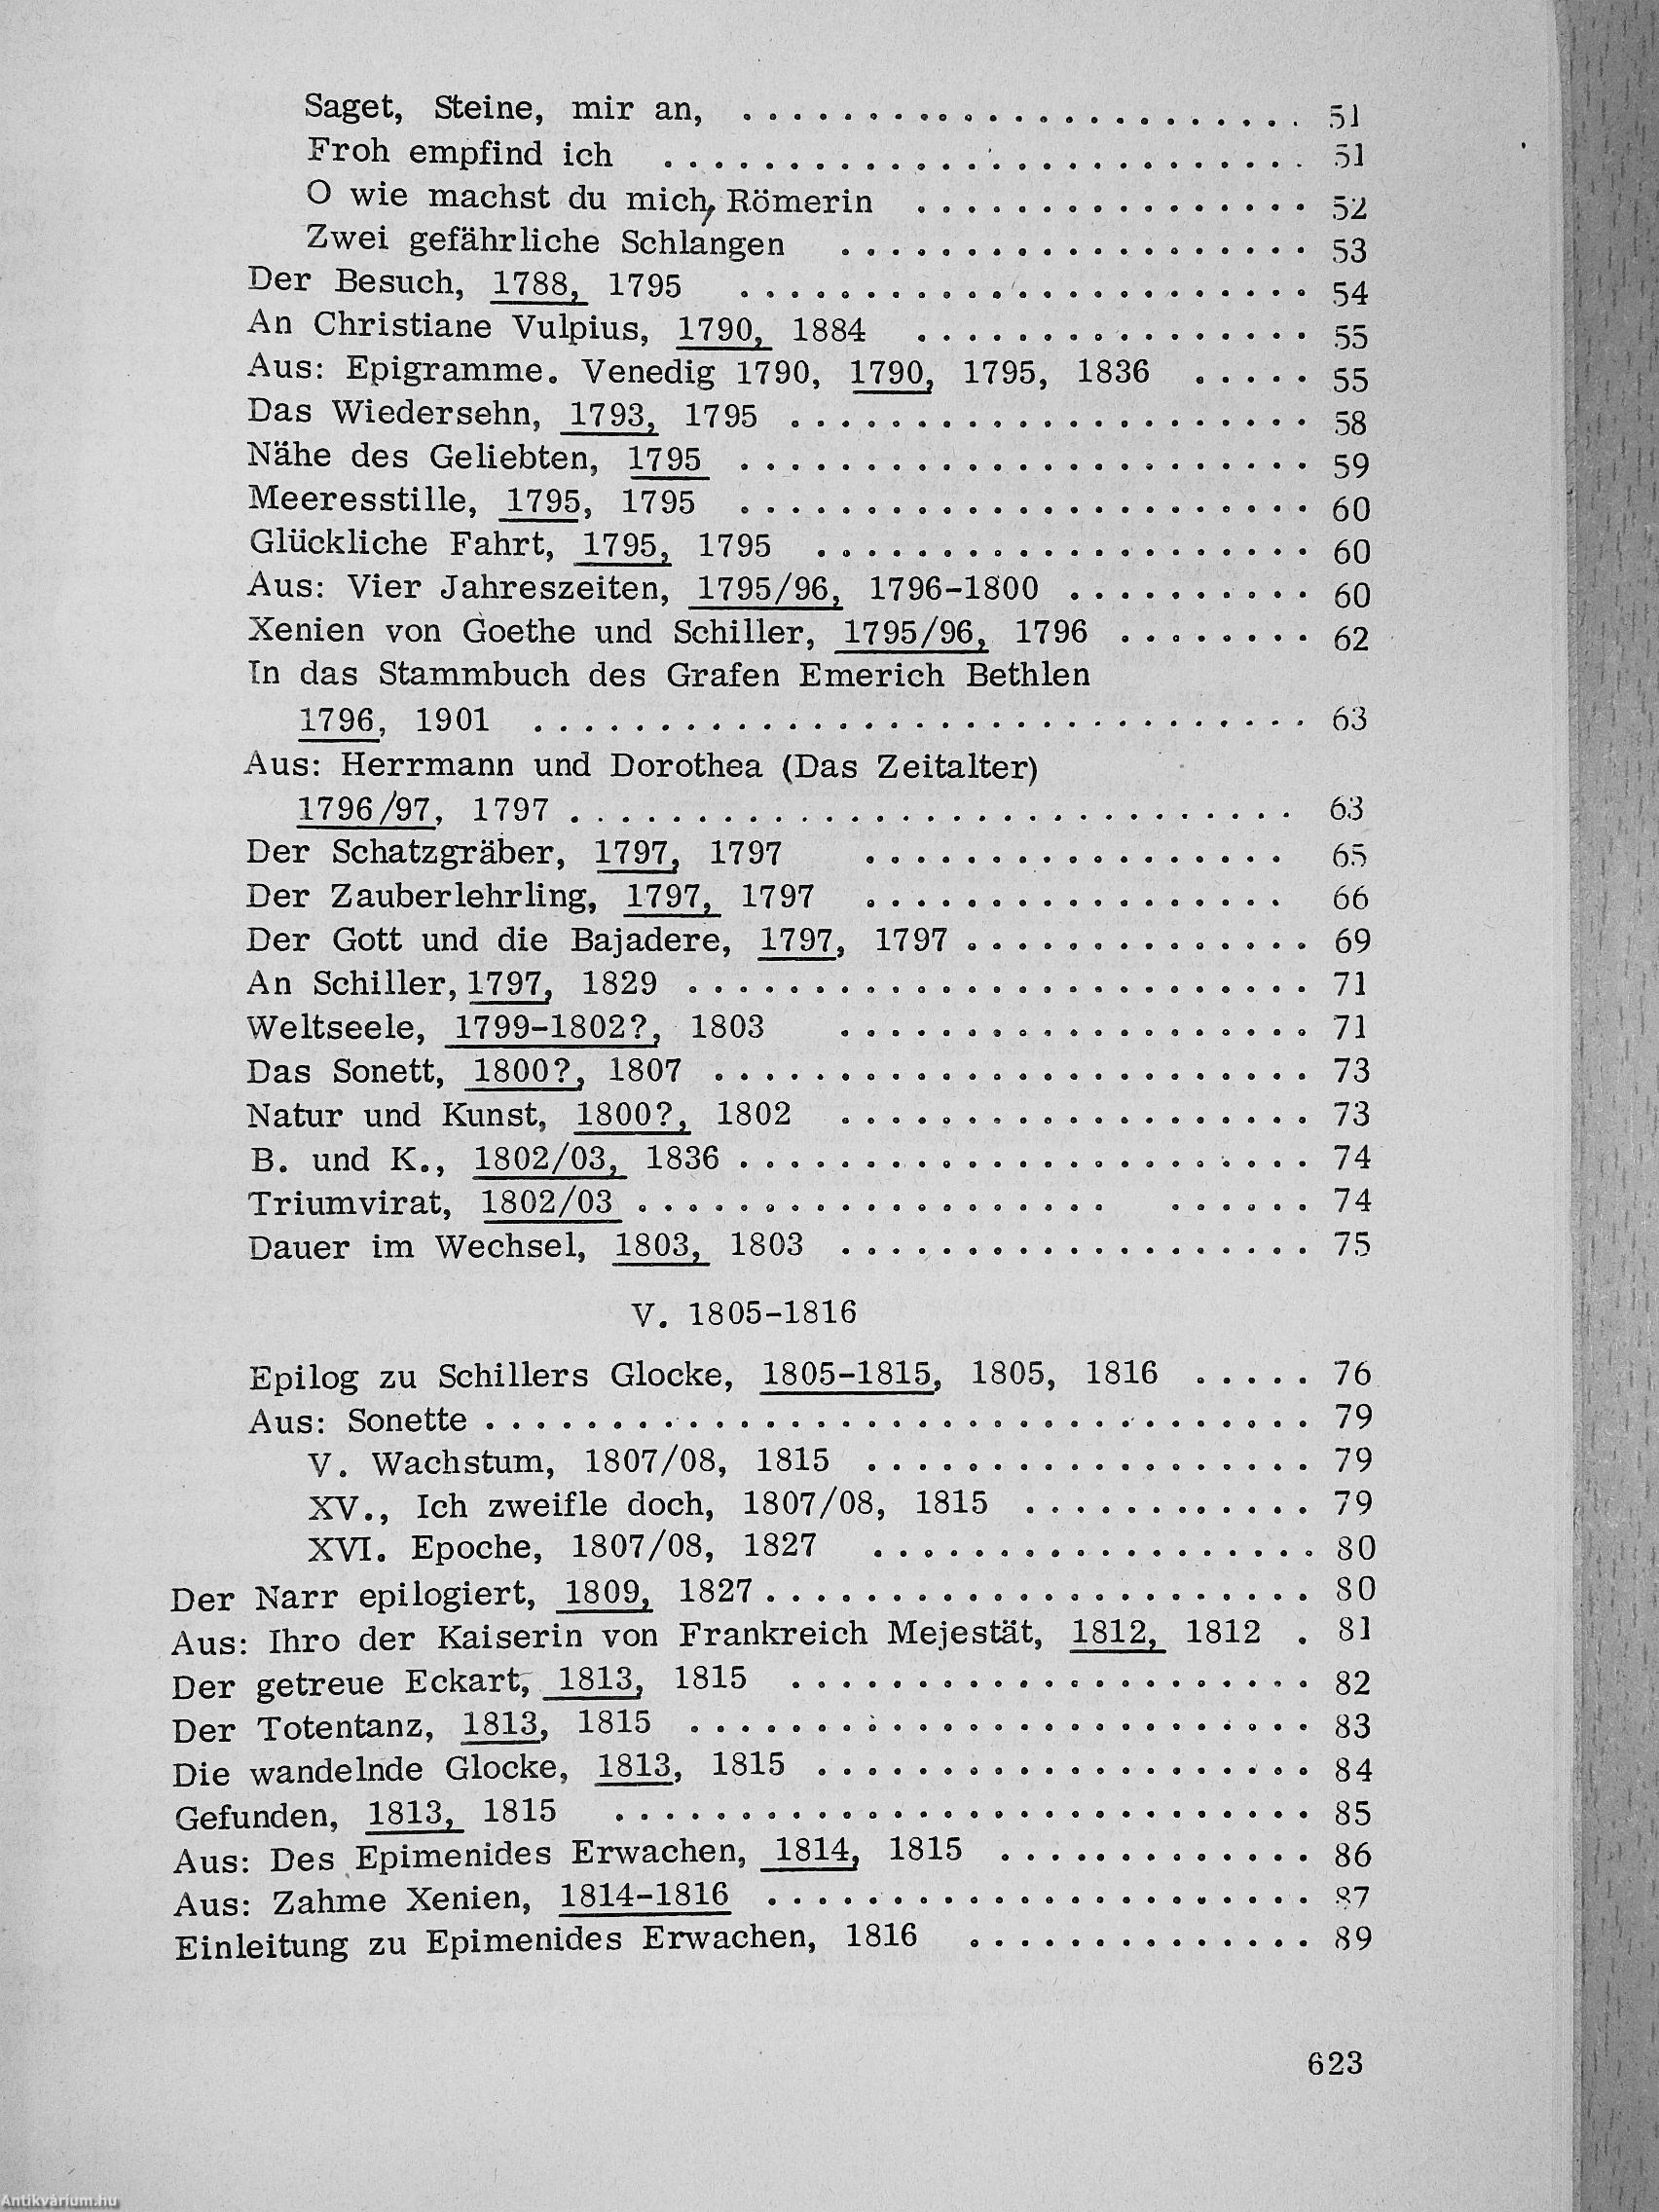 Saget, Steine, mir an, . . . . . . . . . . . . . . . . . . . . . . 51
Froh empfind ich . . . . . . . . . . . . . . . . . . . . . . . . . . 51
O wie machst du mich, Römerin . . . . . . . . . . . . . . . . 52
Zwei gefährliche Schlangen . . . . . . . . . . . . . . . . . . . 53
Der Besuch, 1788, 1795 . . . . . . . . . . . . . . . . . . . . . . . 54
An Christiane Vulpius, 1790, 1884 . . . . . . . . . . . . . . . . 55
Aus: Epigramme. Venedig 1790, 1790, 1795, 1836 . . . . . 55
Das Wiedersehn, 1793, 1795 . . . . . . . . . . . . . . . . . . . . . 58
Nähe des Geliebten, 1795 . . . . . . . . . . . . . . . . . . . . . . . 59
Meeresstille, 1795, 1795 . . . . . . . . . . . . . . . . . . . . . . . 60
Glückliche Fahrt, 1795, 1795 . . . . . . . . . . . . . . . . . . . . 60
Aus: Vier Jahreszeiten, 1795/96, 1796-1800 . . . . . . . . . . 60
Xenien von Goethe und Schiller, 1795/96, 1796 . . . . . . . . 62
In das Stammbuch des Grafen Emerich Bethlen
1796, 1901 . . . . . . . . . . . . . . . . . . . . . . . . . . . . . . . 63
Aus: Herrmann und Dorothea (Das Zeitalter)
1796/97, 1797 . . . . . . . . . . . . . . . . . . . . . . . . . . . . . 63
Der Schatzgräber, 1797, 1797 . . . . . . . . . . . . . . . . . 65
Der Zauberlehrling, 1797, 1797 . . . . . . . . . . . . . . . . . 66
Der Gott und die Bajadere, 1797, 1797 . . . . . . . . . . . . . . 69
An Schiller, 1797, 1829 . . . . . . . . . . . . . . . . . . . . . . . . . 71
Weltseele, 1799-1802?, 1803 . . . . . . . . . . . . . . . . . . . 71
Das Sonett, 1800?, 1807 . . . . . . . . . . . . . . . . . . . . . . . . 73
Natur und Kunst, 1800?, 1802 . . . . . . . . . . . . . . . . . . . 73
B. und K., 1802/03, 1836 . . . . . . . . . . . . . . . . . . . . . . . 74
Triumvirat, 1802/03 . . . . . . . . . . . . . . . . . . . . . . . . . 74
Dauer im Wechsel, 1803, 1803 . . . . . . . . . . . . . . . . . . . 75
V. 1805-1816
Epilog zu Schillers Glocke, 1805-1815, 1805, 1816 . . . . . 76
Aus: Sonette . . . . . . . . . . . . . . . . . . . . . . . . . . . . . . . . . 79
V. Wachstum, 1807/08, 1815 . . . . . . . . . . . . . . . . . . 79
XV., Ich zweifle doch, 1807/08, 1815 . . . . . . . . . . . . 79
XVI. Epoche, 1807/08, 1827 . . . . . . . . . . . . . . . . . . 80
Der Narr epilogiert, 1809, 1827 . . . . . . . . . . . . . . . . . . . . . . 80
Aus: Ihro der Kaiserin von Frankreich Mejestät, 1812, 1812 . 81
Der getreue Eckart, 1813, 1815 . . . . . . . . . . . . . . . . . . . . . 82
Der Totentanz, 1813, 1815 . . . . . . . . . . . . . . . . . . . . . . . . . 83
Die wandelnde Glocke, 1813, 1815 . . . . . . . . . . . . . . . . . . . . 84
Gefunden, 1813, 1815 . . . . . . . . . . . . . . . . . . . . . . . . . . . . 85
Aus: Des Epimenides Erwachen, 1814, 1815 . . . . . . . . . . . . . 86
Aus: Zahme Xenien, 1814-1816 . . . . . . . . . . . . . . . . . . . . . . 87
Einleitung zu Epimenides Erwachen, 1816 . . . . . . . . . . . . . . 89
623
Antikvárium.hu